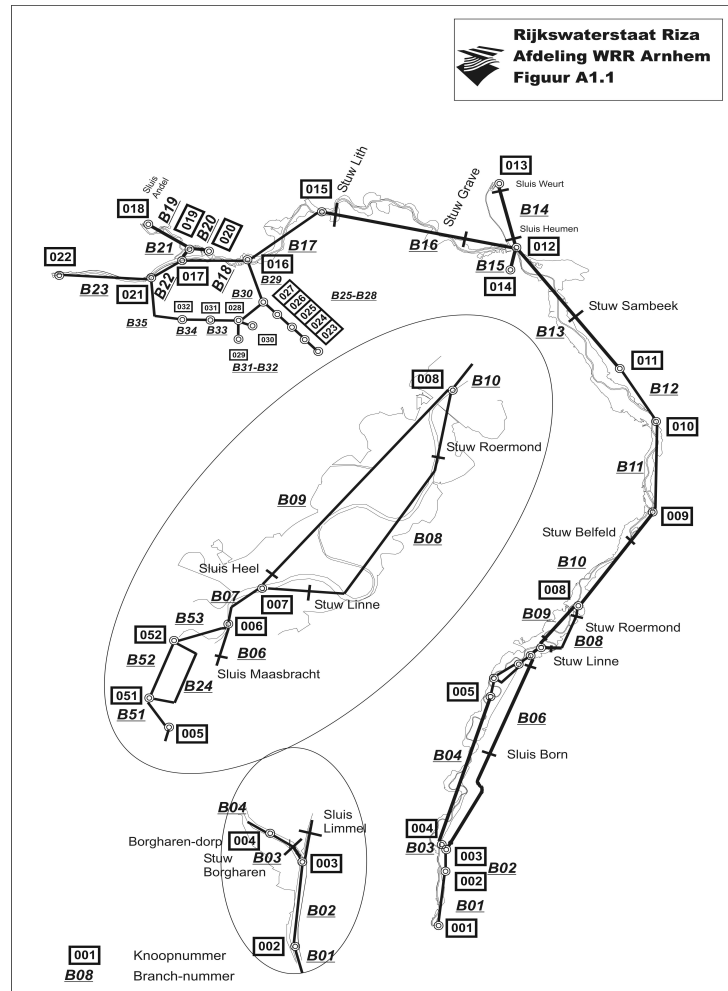 Rijkswaterstaat Riza
Afdeling WRR Arnhem
Figuur A1.1
013
Sluis Weurt
B14
Sluis Heumen
012
Stuw Grave
B16
B15
014
015
Stuw Lith
B17
016
Sluis
Andel
B19
018
019
B20
020
B21
017
B18
B22
022
B23
021
B29
B30
027
026
025
024
023
B25-B28
032
031
028
B35
B34
B33
029
030
B31-B32
Stuw Sambeek
B13
011
B12
010
B11
009
Stuw Belfeld
B10
008
B09
Stuw Roermond
B08
Stuw Linne
005
B06
B04
Sluis Born
004
B03
003
B02
002
B01
001
008
B10
Stuw Roermond
B09
B08
Sluis Heel
B07
007
Stuw Linne
B53
006
052
B06
B52
Sluis Maasbracht
B24
051
B51
005
B04
Sluis
Limmel
004
Borgharen-dorp
B03
Stuw
Borgharen
003
B02
002
B01
001
Knoopnummer
B08
Branch-nummer